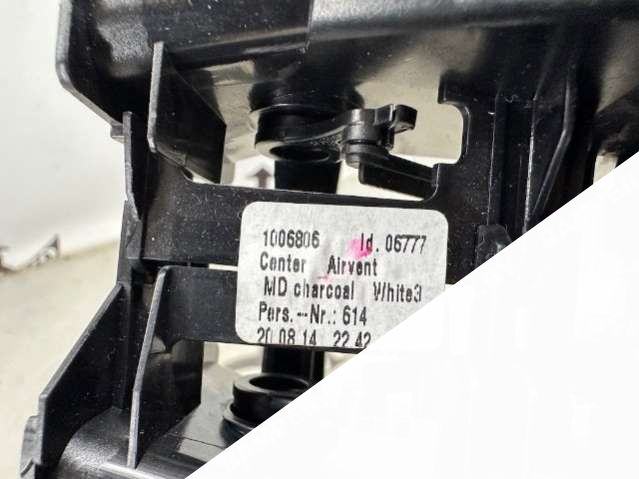 1006806 Id. 06777
Center Airvent
MD charcoal White3
Pers.-Nr.: 614
20.08.14 22.42